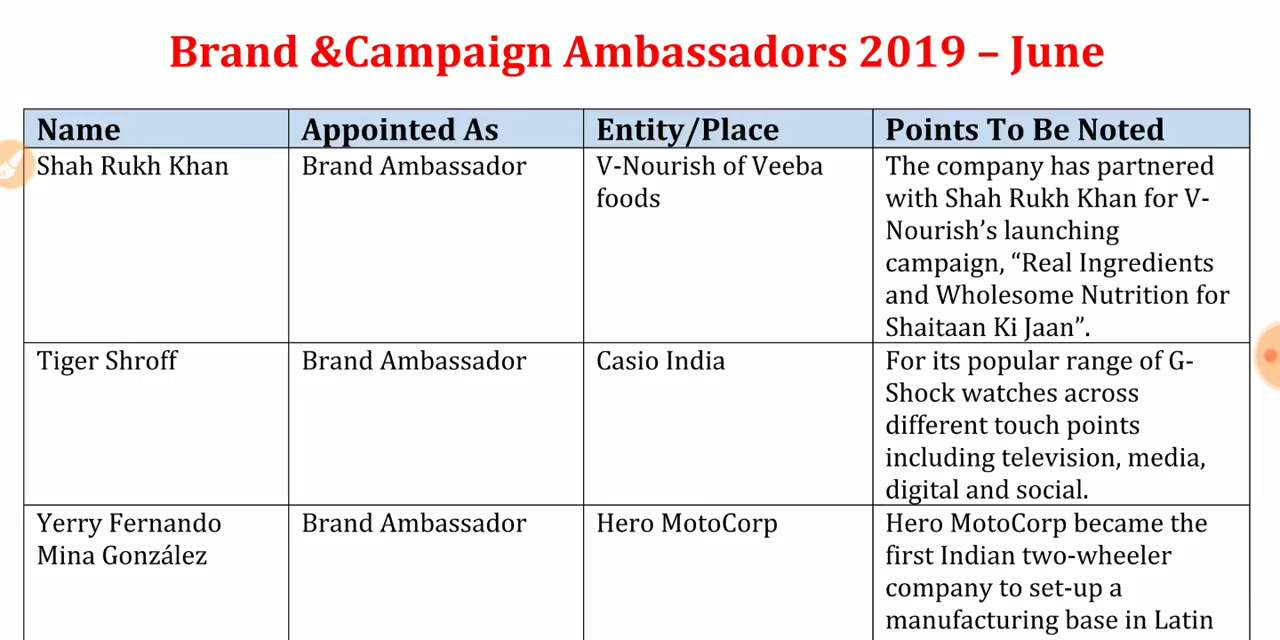 Brand &Campaign Ambassadors 2019 – June
Name Appointed As Entity/Place Points To Be Noted
Shah Rukh Khan Brand Ambassador V-Nourish of Veeba The company has partnered
foods with Shah Rukh Khan for V-
Nourish’s launching
campaign, “Real Ingredients
and Wholesome Nutrition for
Shaitaan Ki Jaan”.
Tiger Shroff Brand Ambassador Casio India For its popular range of G-
Shock watches across
different touch points
including television, media,
digital and social.
Yerry Fernando Brand Ambassador Hero MotoCorp Hero MotoCorp became the
Mina González first Indian two-wheeler
company to set-up a
manufacturing base in Latin